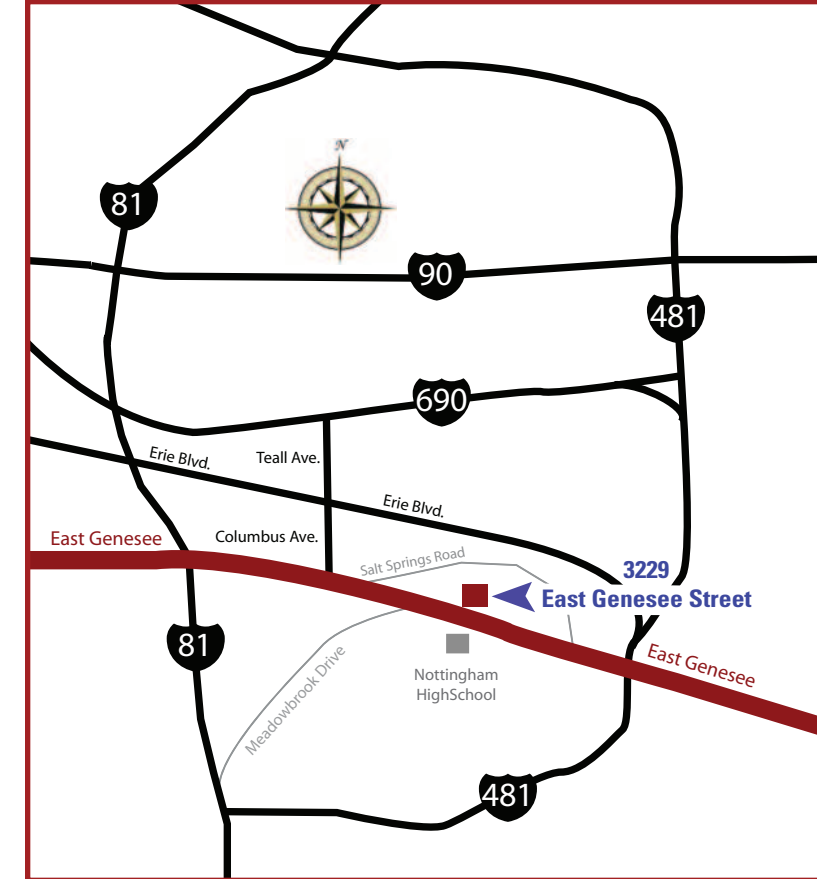 N
81
90
481
690
Erie Blvd.
Teall Ave.
Erie Blvd.
East Genesee
Columbus Ave.
Salt Springs Road
3229
East Genesee Street
81
Meadowbrook Drive
Nottingham
HighSchool
East Genesee
481